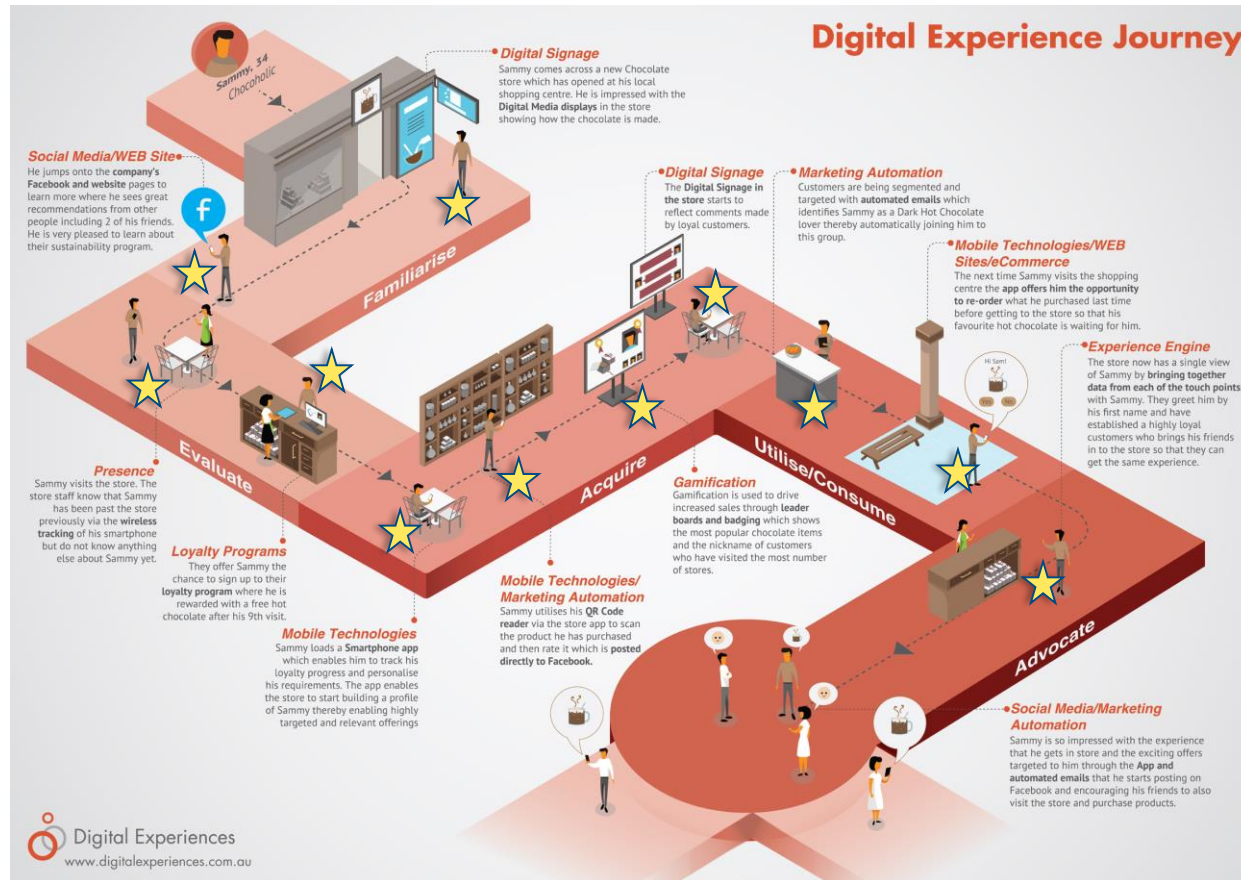 Digital Experience Journey
Sammy, 34
Chocoholic
Digital Signage
Sammy comes across a new Chocolate
store which has opened at his local
shopping centre. He is impressed with the
Digital Media displays in the store
showing how the chocolate is made.
Social Media/WEB Site
He jumps onto the company's
Facebook and website pages to
learn more where he sees great
recommendations from other
people including 2 of his friends.
He is very pleased to learn about
their sustainability program.
f
Familiarise
Presence
Sammy visits the store. The
store staff know that Sammy
has been past the store
previously via the wireless
tracking of his smartphone
but do not know anything
else about Sammy yet.
Evaluate
Loyalty Programs
They offer Sammy the
chance to sign up to their
loyalty program where he is
rewarded with a free hot
chocolate after his 9th visit.
Mobile Technologies
Sammy loads a Smartphone app
which enables him to track his
loyalty progress and personalise
his requirements. The app enables
the store to start building a profile
of Sammy thereby enabling highly
targeted and relevant offerings
Acquire
Mobile Technologies/
Marketing Automation
Sammy utilises his QR Code
reader via the store app to scan
the product he has purchased
and then rate it which is posted
directly to Facebook.
Gamification
Gamification is used to drive
increased sales through leader
boards and badging which shows
the most popular chocolate items
and the nickname of customers
who have visited the most number
of stores.
Digital Signage
The Digital Signage in
the store starts to
reflect comments made
by loyal customers.
Marketing Automation
Customers are being segmented and
targeted with automated emails which
identifies Sammy as a Dark Hot Chocolate
lover thereby automatically joining him to
this group.
Utilise/Consume
Mobile Technologies/WEB
Sites/eCommerce
The next time Sammy visits the shopping
centre the app offers him the opportunity
to re-order what he purchased last time
before getting to the store so that his
favourite hot chocolate is waiting for him.
Hi Sam!
Yes No
Experience Engine
The store now has a single view
of Sammy by bringing together
data from each of the touch points
with Sammy. They greet him by
his first name and have
established a highly loyal
customers who brings his friends
in to the store so that they can
get the same experience.
Advocate
Social Media/Marketing
Automation
Sammy is so impressed with the experience
that he gets in store and the exciting offers
targeted to him through the App and
automated emails that he starts posting on
Facebook and encouraging his friends to also
visit the store and purchase products.
Digital Experiences
www.digitalexperiences.com.au